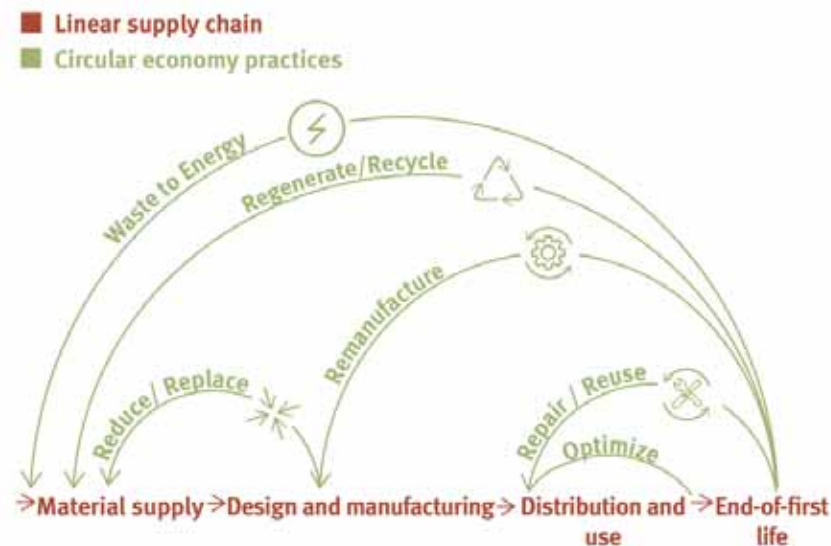 Linear supply chain
Circular economy practices
Waste to Energy
Regenerate/Recycle
Remanufacture
Reduce/ Replace
Repair / Reuse
Optimize
Material supply
Design and manufacturing
Distribution and
use
End-of-first
life